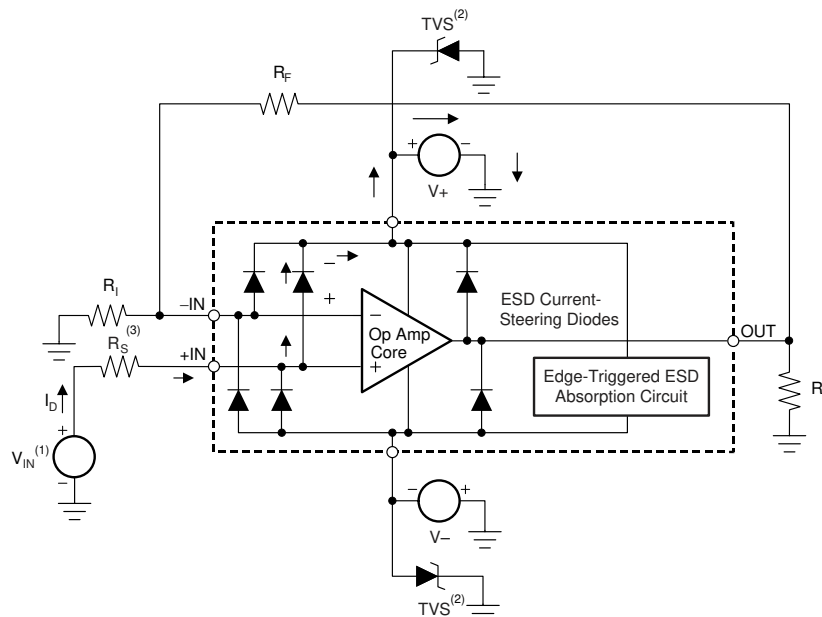 TVS(2)
RF
+ −
V+
RI
−IN
−
+
−
Op Amp
Core
+
ESD Current-
Steering Diodes
OUT
(3)
RS
+IN
Edge-Triggered ESD
Absorption Circuit
R
ID
+
VIN(1)
−
− +
V−
TVS(2)